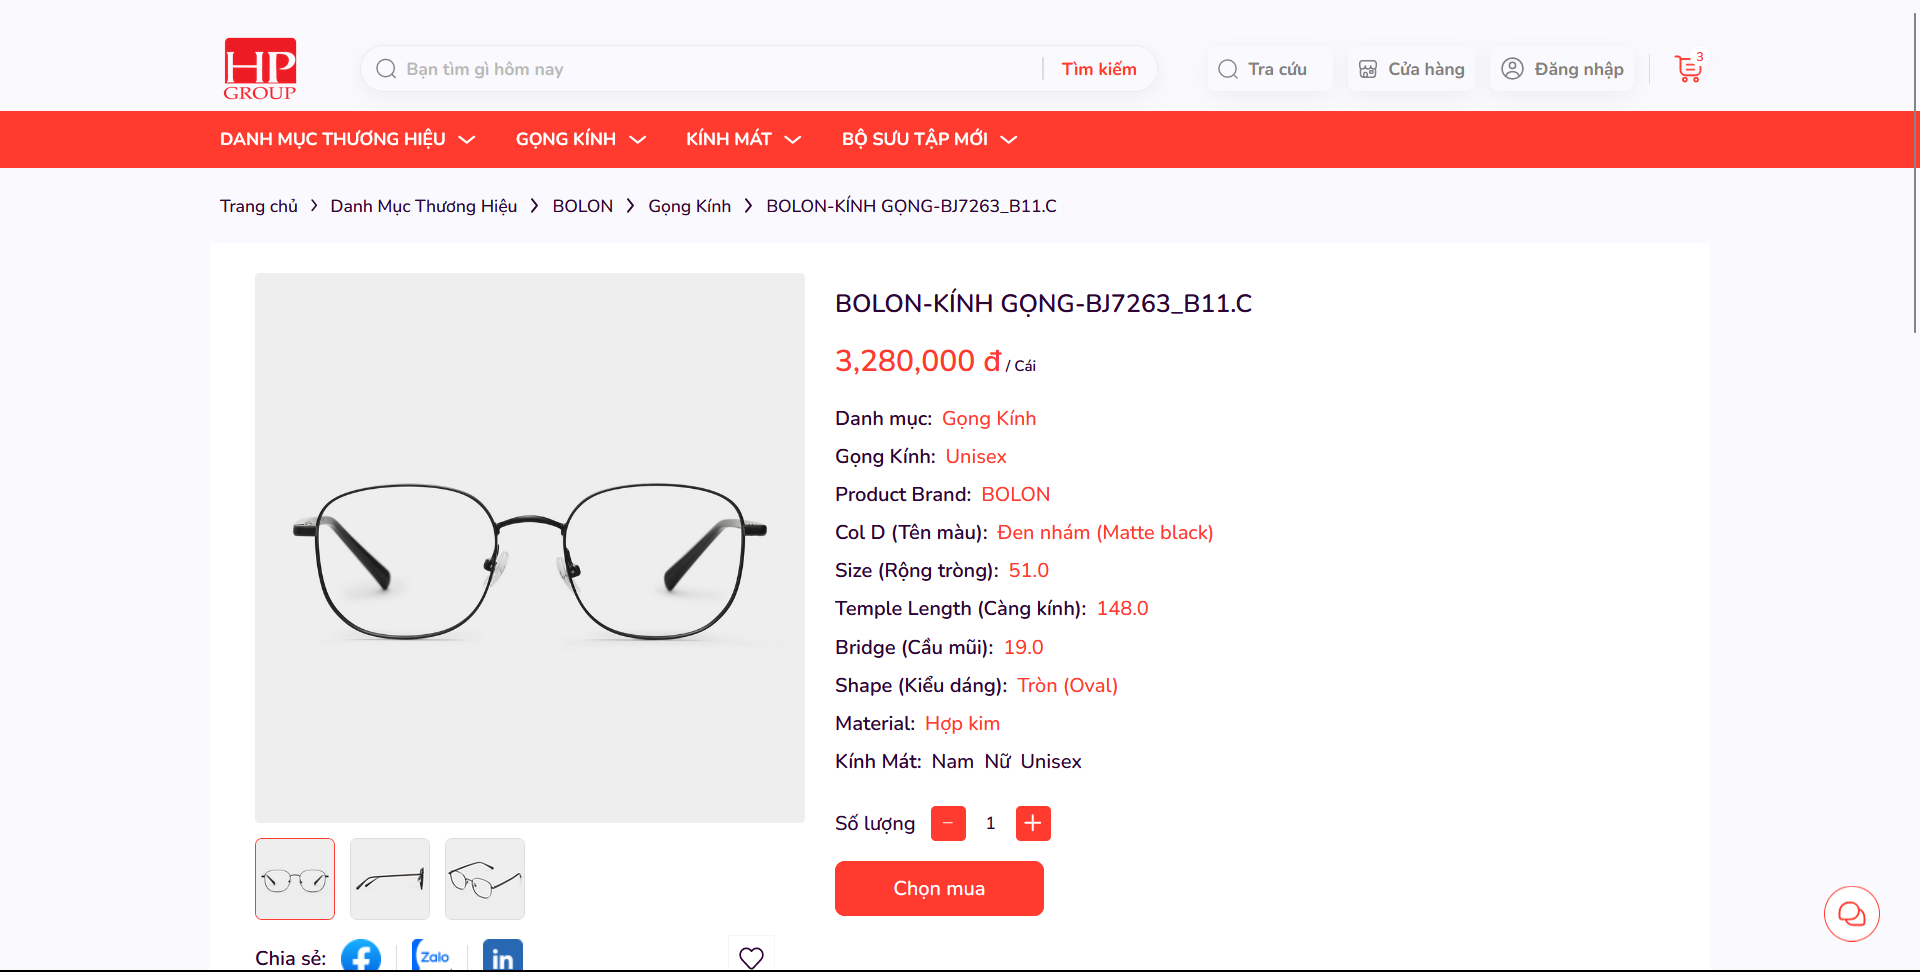 HP
GROUP
Bạn tìm gì hôm nay
Tìm kiếm
Tra cứu
Cửa hàng
Đăng nhập
3
DANH MỤC THƯƠNG HIỆU
GỌNG KÍNH
KÍNH MÁT
BỘ SƯU TẬP MỚI
Trang chủ > Danh Mục Thương Hiệu > BOLON > Gọng Kính > BOLON-KÍNH GỌNG-BJ7263_B11.C
BOLON-KÍNH GỌNG-BJ7263_B11.C
3,280,000 đ / Cái
Danh mục: Gọng Kính
Gọng Kính: Unisex
Product Brand: BOLON
Col D (Tên màu): Đen nhám (Matte black)
Size (Rộng tròng): 51.0
Temple Length (Càng kính): 148.0
Bridge (Cầu mũi): 19.0
Shape (Kiểu dáng): Tròn (Oval)
Material: Hợp kim
Kính Mát: Nam Nữ Unisex
Số lượng - 1 +
Chọn mua
Chia sẻ:
Zalo
in